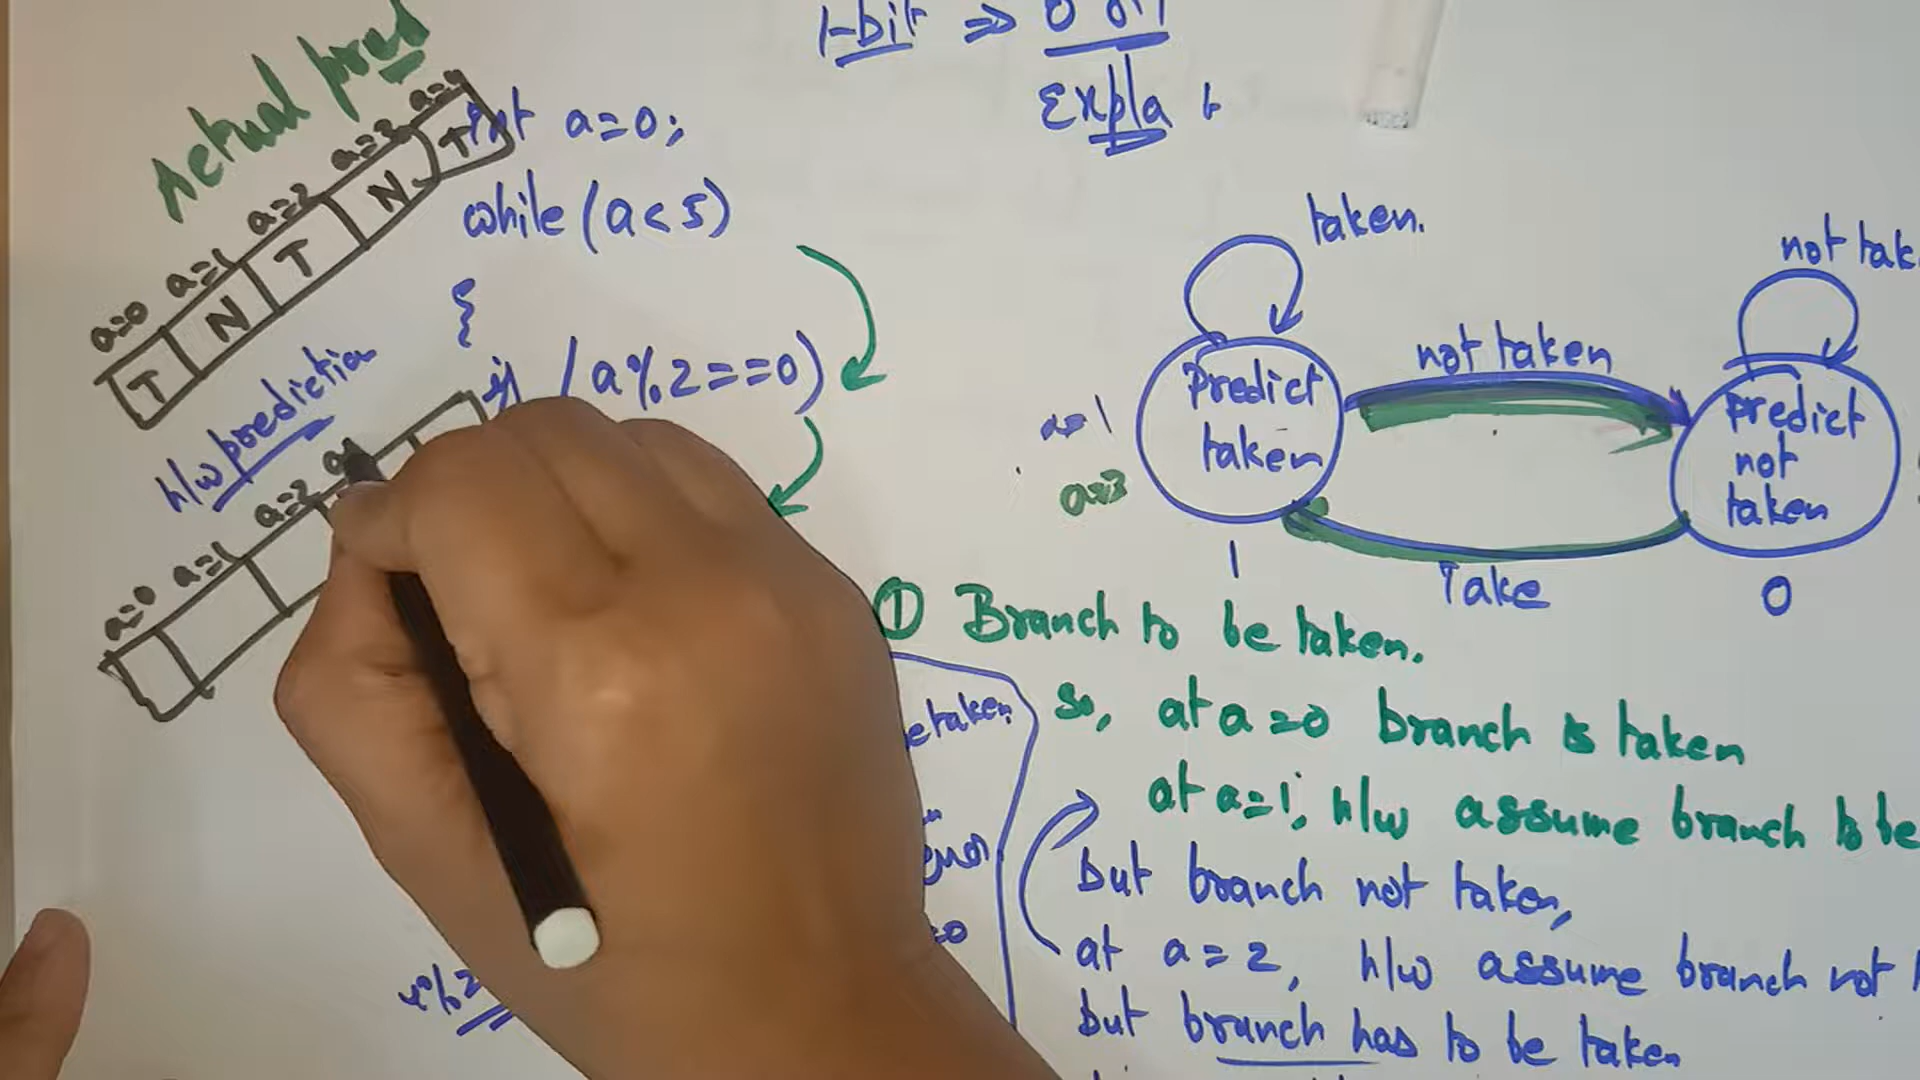 1-bit ⇒ 0 or 1
Expla
Actual pred
a=0 a=1 a=2 a=3
T N T N T
int a=0;
while (a<5)
{
if (a%2==0)
h/w prediction
a=0 a=1 a=2
taken.
not taken
Predict taken
a=1
a=3
predict not taken
Take
1
0
① Branch to be taken.
so, at a=0 branch is taken
at a=1, h/w assume branch to be
but branch not taken,
at a=2, h/w assume branch not
but branch has to be taken